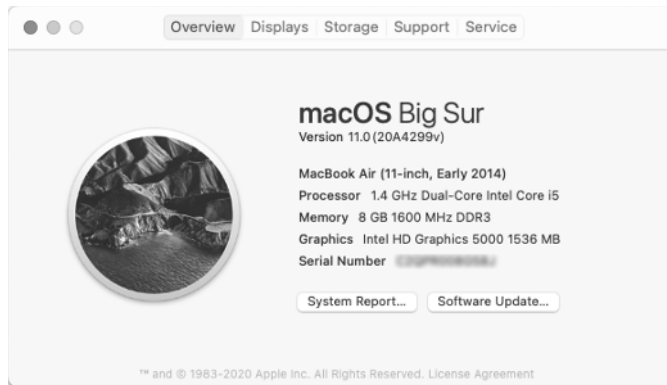 Overview Displays Storage Support Service
macOS Big Sur
Version 11.0 (20A4299v)
MacBook Air (11-inch, Early 2014)
Processor 1.4 GHz Dual-Core Intel Core i5
Memory 8 GB 1600 MHz DDR3
Graphics Intel HD Graphics 5000 1536 MB
Serial Number
System Report... Software Update...
™ and © 1983-2020 Apple Inc. All Rights Reserved. License Agreement